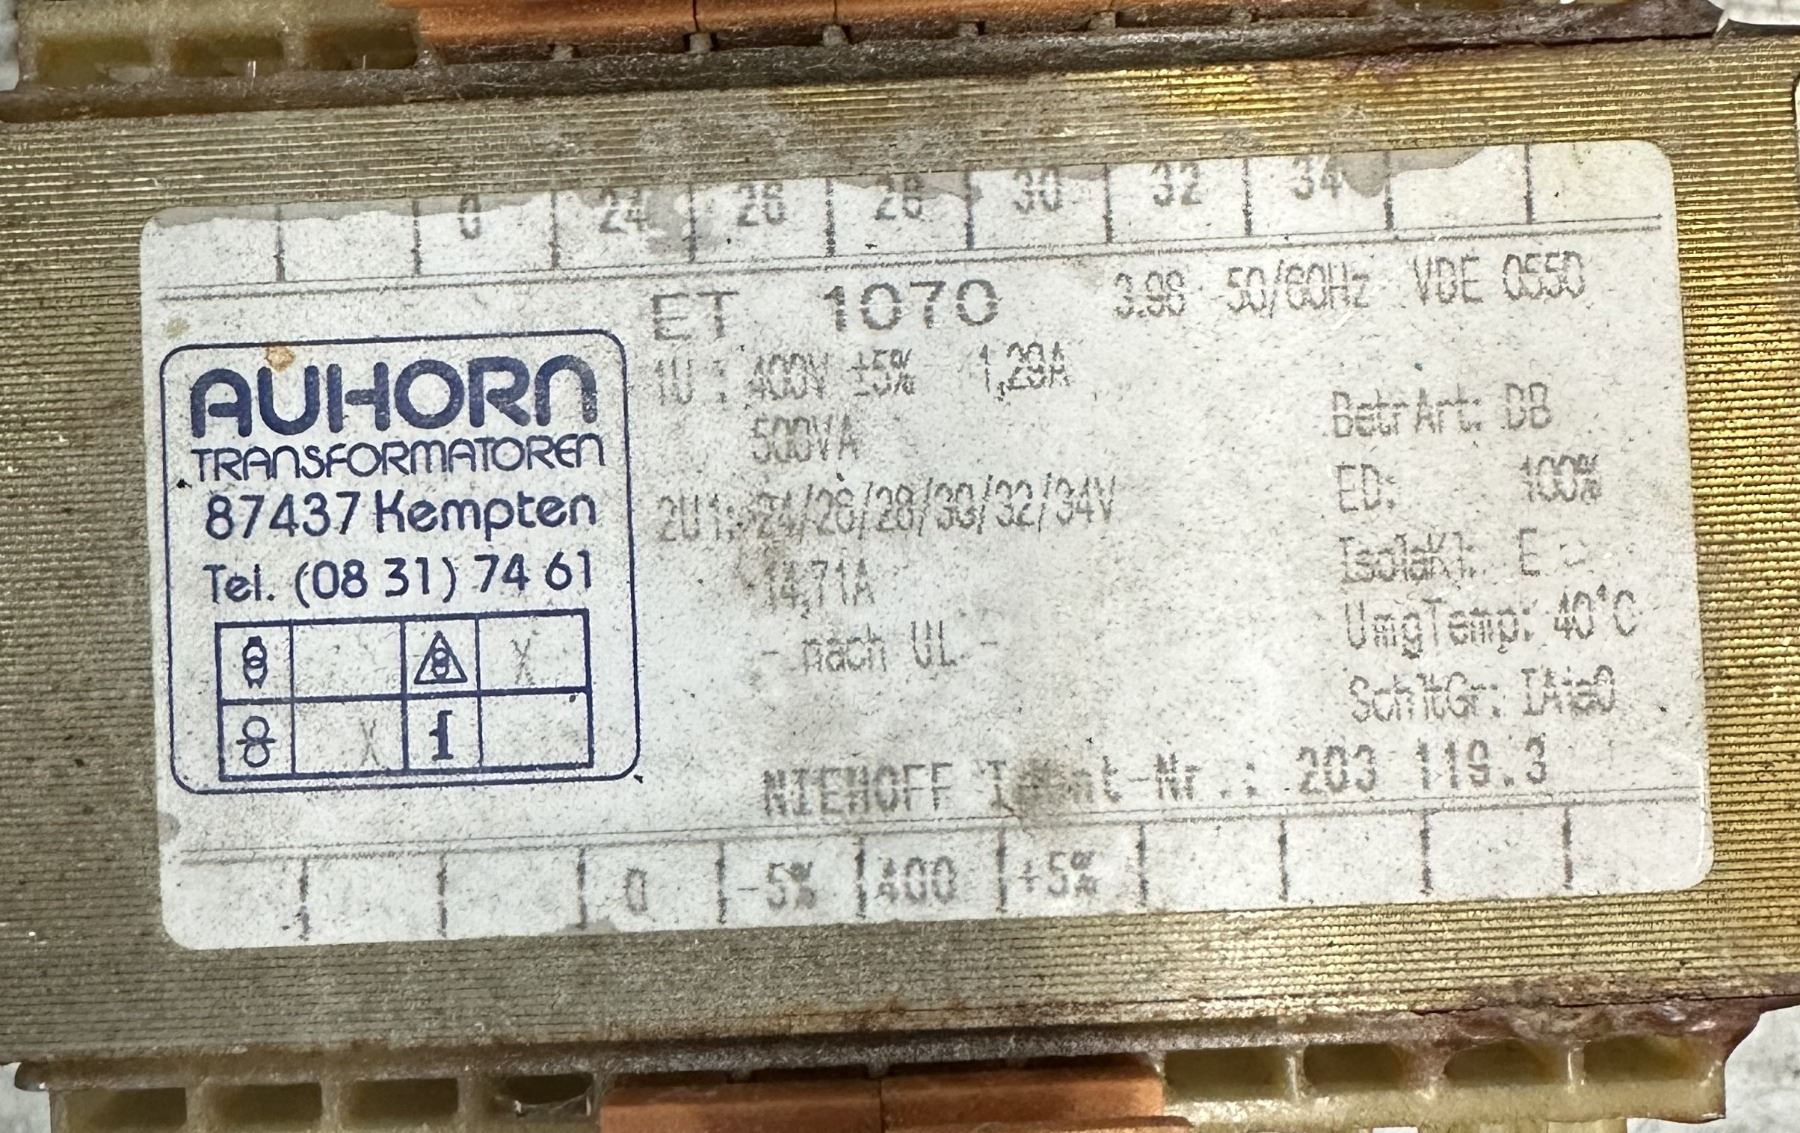 0 24 26 28 30 32 34
ET 1070 3.98 50/60Hz VDE 0550
AUHORN
TRANSFORMATOREN
87437 Kempten
Tel. (08 31) 74 61
X
X
1U : 400V ±5% / 1,29A
500VA
2U1: 24/26/28/30/32/34V
14,71A
- nach UL -
BetrArt: DB
ED: 100%
IsolaKl: E
UmgTemp: 40°C
SchltGr: IAia0
NIEHOFF Nr.: 203 119.3
0 -5% 400 +5%